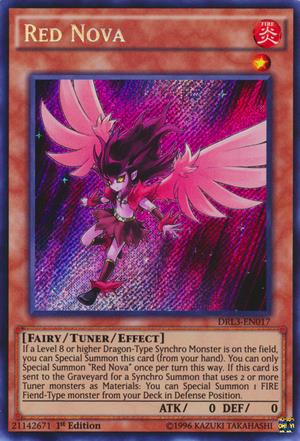 RED NOVA
FIRE
炎
DRL3-EN017
[FAIRY/TUNER/EFFECT]
If a Level 8 or higher Dragon-Type Synchro Monster is on the field,
you can Special Summon this card (from your hand). You can only
Special Summon "Red Nova" once per turn this way. If this card is
sent to the Graveyard for a Synchro Summon that uses 2 or more
Tuner monsters as Materials: You can Special Summon 1 FIRE
Fiend-Type monster from your Deck in Defense Position.
ATK/ 0 DEF/ 0
21142671 1st Edition ©1996 KAZUKI TAKAHASHI